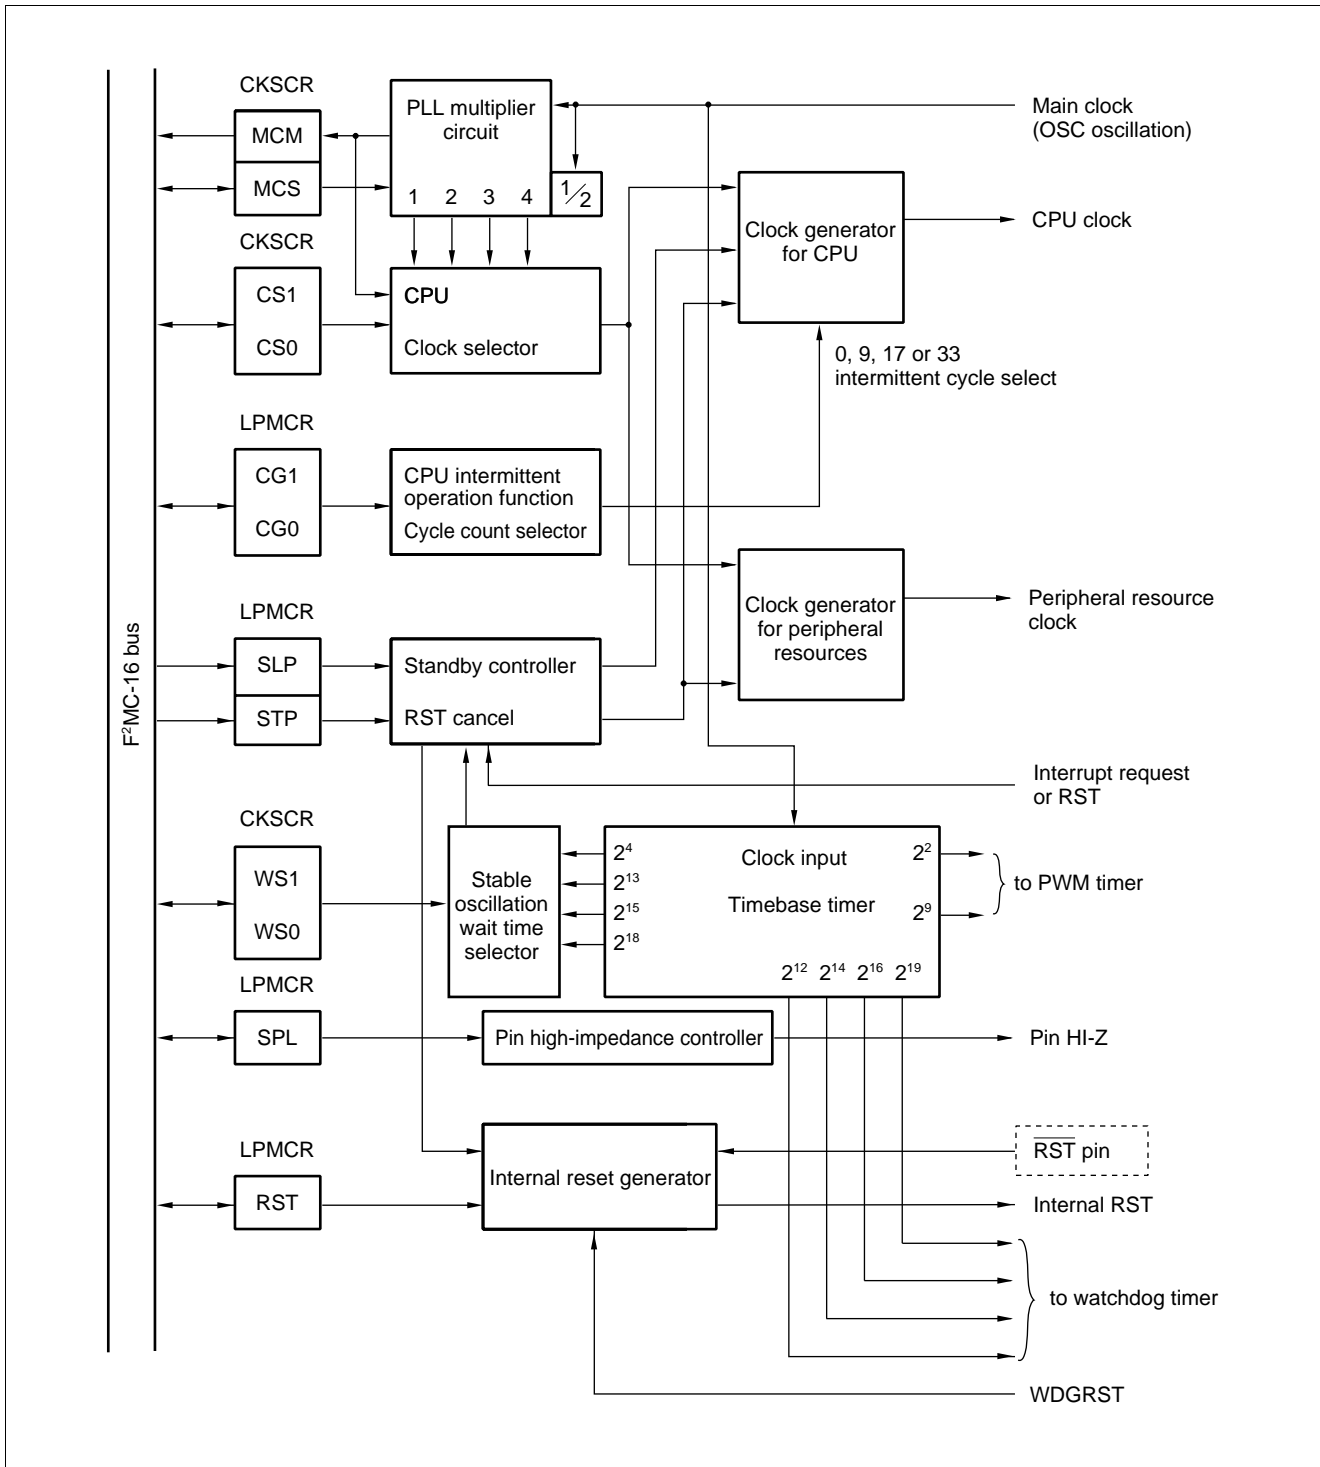 CKSCR
MCM
MCS
PLL multiplier
circuit
1 2 3 4
1/2
Main clock
(OSC oscillation)
Clock generator
for CPU
CPU clock
CKSCR
CS1
CS0
CPU
Clock selector
0, 9, 17 or 33
intermittent cycle select
LPMCR
CG1
CG0
CPU intermittent
operation function
Cycle count selector
Clock generator
for peripheral
resources
Peripheral resource
clock
LPMCR
SLP
STP
Standby controller
RST cancel
F²MC-16 bus
Interrupt request
or RST
CKSCR
WS1
WS0
Stable
oscillation
wait time
selector
2⁴
2¹³
2¹⁵
2¹⁸
Clock input
Timebase timer
2²
2⁹
2¹² 2¹⁴ 2¹⁶ 2¹⁹
to PWM timer
LPMCR
SPL
Pin high-impedance controller
Pin HI-Z
LPMCR
RST
Internal reset generator
R̅S̅T̅ pin
Internal RST
to watchdog timer
WDGRST